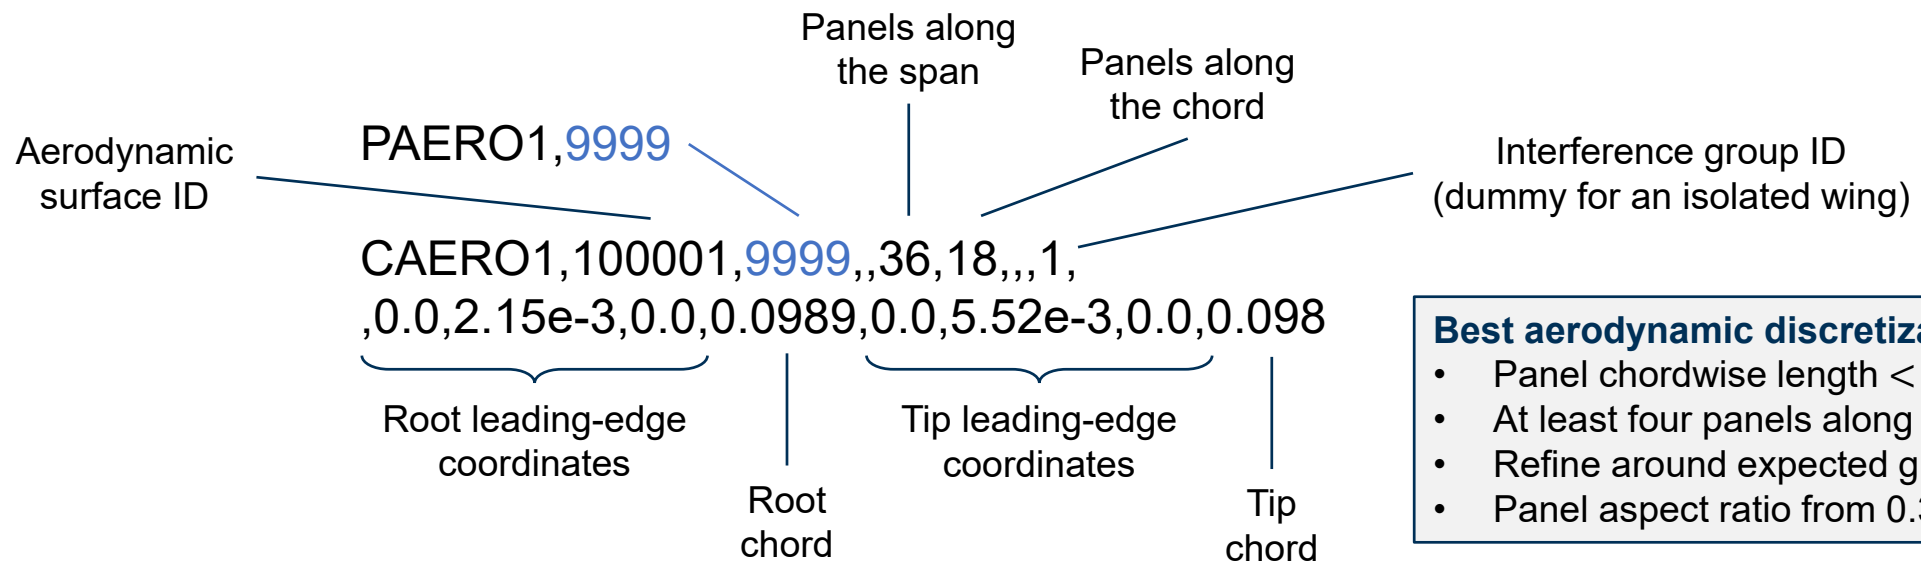 Panels along
the span
Panels along
the chord
Aerodynamic
surface ID
PAERO1,9999
Interference group ID
(dummy for an isolated wing)
CAERO1,100001,9999,,36,18,,,1,
,0.0,2.15e-3,0.0,0.0989,0.0,5.52e-3,0.0,0.098
Root leading-edge
coordinates
Tip leading-edge
coordinates
Root
chord
Tip
chord
Best aerodynamic
• Panel chordwise length <
• At least four panels along
• Refine around expected
• Panel aspect ratio from